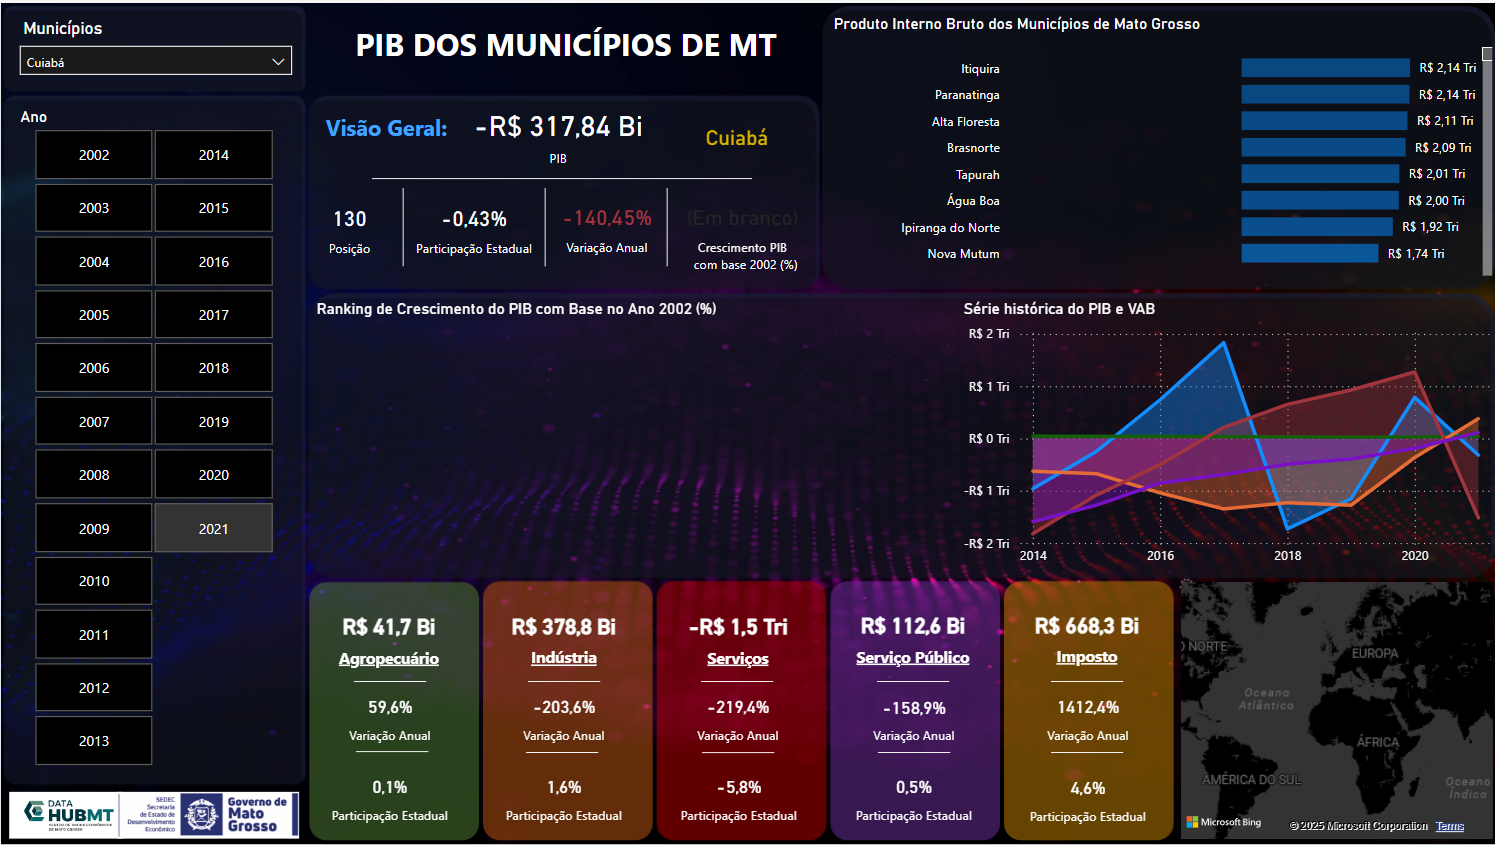 Municípios
Cuiabá
PIB DOS MUNICÍPIOS DE MT
Produto Interno Bruto dos Municípios de Mato Grosso
Itiquira R$ 2,14 Tri
Paranatinga R$ 2,14 Tri
Alta Floresta R$ 2,11 Tri
Brasnorte R$ 2,09 Tri
Tapurah R$ 2,01 Tri
Água Boa R$ 2,00 Tri
Ipiranga do Norte R$ 1,92 Tri
Nova Mutum R$ 1,74 Tri
Ano
2002 2014
2003 2015
2004 2016
2005 2017
2006 2018
2007 2019
2008 2020
2009 2021
2010
2011
2012
2013
Visão Geral: -R$ 317,84 Bi Cuiabá
PIB
130 -0,43% -140,45% (Em branco)
Posição Participação Estadual Variação Anual Crescimento PIB
com base 2002 (%)
Ranking de Crescimento do PIB com Base no Ano 2002 (%)
Série histórica do PIB e VAB
R$ 2 Tri
R$ 1 Tri
R$ 0 Tri
-R$ 1 Tri
-R$ 2 Tri
2014 2016 2018 2020
R$ 41,7 Bi
Agropecuário
59,6%
Variação Anual
0,1%
Participação Estadual
R$ 378,8 Bi
Indústria
-203,6%
Variação Anual
1,6%
Participação Estadual
-R$ 1,5 Tri
Serviços
-219,4%
Variação Anual
-5,8%
Participação Estadual
R$ 112,6 Bi
Serviço Público
-158,9%
Variação Anual
0,5%
Participação Estadual
R$ 668,3 Bi
Imposto
1412,4%
Variação Anual
4,6%
Participação Estadual
NORTE
EUROPA
Oceano
Atlântico
ÁFRICA
AMÉRICA DO SUL
Oceano
Índico
Microsoft Bing
© 2025 Microsoft Corporation Terms
DATA
HUBMT
SEDEC
Secretaria
de Estado de
Desenvolvimento
Econômico
Governo de
Mato
Grosso